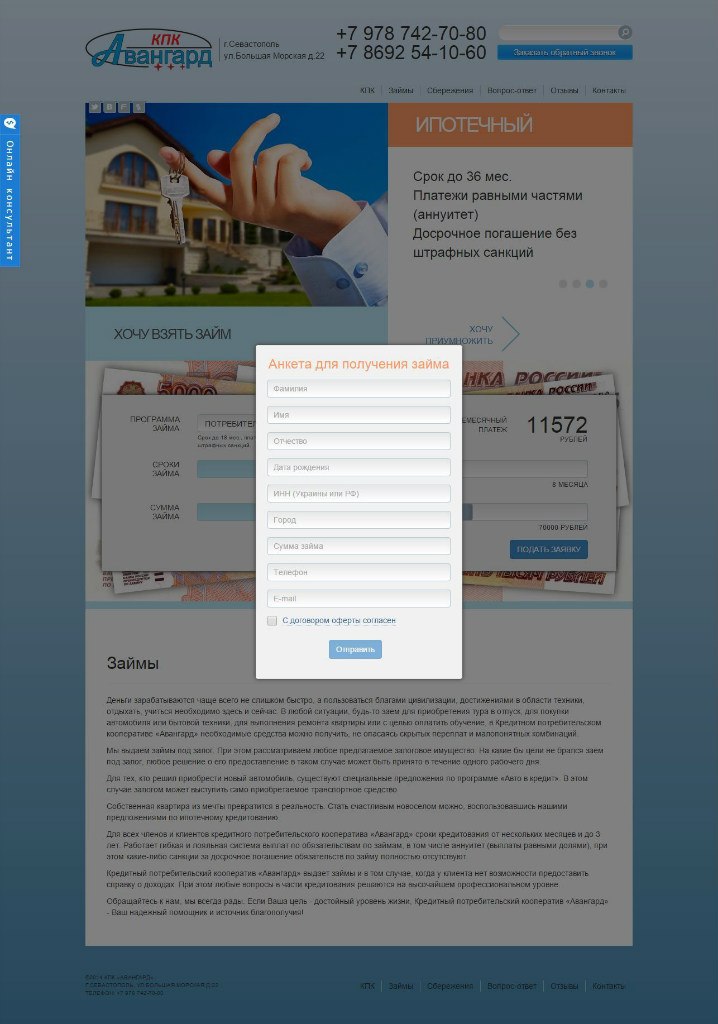 КПК
Авангард
г.Севастополь
ул.Большая Морская д.22
+7 978 742-70-80
+7 8692 54-10-60
Заказать обратный звонок
КПК Займы Сбережения Вопрос-ответ Отзывы Контакты
Онлайн консультант
ИПОТЕЧНЫЙ
Срок до 36 мес.
Платежи равными частями
(аннуитет)
Досрочное погашение без
штрафных санкций
ХОЧУ ВЗЯТЬ ЗАЙМ
ХОЧУ
ПРИУМНОЖИТЬ
Анкета для получения займа
Фамилия
Имя
Отчество
Дата рождения
ИНН (Украины или РФ)
Город
Сумма займа
Телефон
E-mail
С договором оферты согласен
Отправить
ПРОГРАММА
ЗАЙМА
СРОКИ
ЗАЙМА
СУММА
ЗАЙМА
ПЛАТЕЖ
11572
РУБЛЕЙ
8 МЕСЯЦА
70000 РУБЛЕЙ
ПОДАТЬ ЗАЯВКУ
Займы
Деньги зарабатываются чаще всего не слишком быстро, а пользоваться благами цивилизации, достижениями в области техники,
отдыхать, учиться необходимо здесь и сейчас. В любой ситуации, будь-то заем для приобретения тура в отпуск, для покупки
автомобиля или бытовой техники, для выполнения ремонта квартиры или с целью оплатить обучение, в Кредитном потребительском
кооперативе «Авангард» необходимые средства можно получить, не опасаясь скрытых переплат и малопонятных комбинаций.
Мы выдаем займы под залог. При этом рассматриваем любое предлагаемое залоговое имущество. На какие бы цели не брался заем
под залог, любое решение о его предоставление в таком случае может быть принято в течение одного рабочего дня.
Для тех, кто решил приобрести новый автомобиль, существуют специальные предложения по программе «Авто в кредит». В этом
случае залогом может выступить само приобретаемое транспортное средство.
Собственная квартира из мечты превратится в реальность. Стать счастливым новоселом можно, воспользовавшись нашими
предложениями по ипотечному кредитованию.
Для всех членов и клиентов кредитного потребительского кооператива «Авангард» сроки кредитования от нескольких месяцев и до 3
лет. Работает гибкая и лояльная система выплат по обязательствам по займам, в том числе аннуитет (выплаты равными долями), при
этом какие-либо санкции за досрочное погашение обязательств по займу полностью отсутствуют.
Кредитный потребительский кооператив «Авангард» выдает займы и в том случае, когда у клиента нет возможности предоставить
справку о доходах. При этом любые вопросы в части кредитования решаются на высочайшем профессиональном уровне.
Обращайтесь к нам, мы всегда рады. Если Ваша цель - достойный уровень жизни, Кредитный потребительский кооператив «Авангард»
- Ваш надежный помощник и источник благополучия!
©2014 КПК «АВАНГАРД»
Г.СЕВАСТОПОЛЬ, УЛ.БОЛЬШАЯ МОРСКАЯ Д.22
ТЕЛЕФОН: +7 978 742-70-80
КПК Займы Сбережения Вопрос-ответ Отзывы Контакты